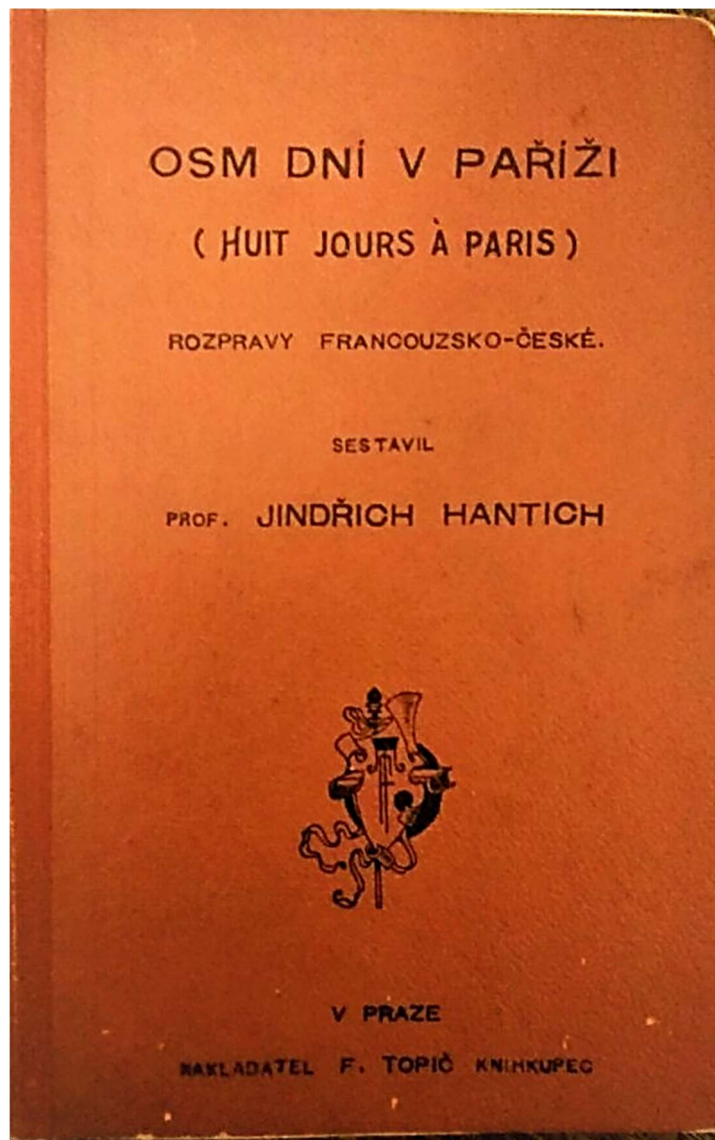 OSM DNÍ V PAŘÍŽI
( HUIT JOURS À PARIS )
ROZPRAVY FRANCOUZSKO-ČESKÉ.
SESTAVIL
PROF. JINDŘICH HANTICH
V PRAZE
NAKLADATEL F. TOPIČ KNIHKUPEC